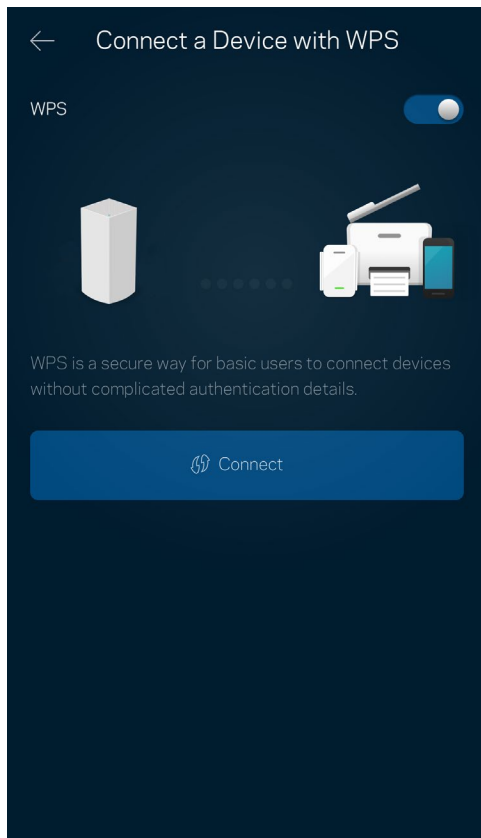 Connect a Device with WPS
WPS
WPS is a secure way for basic users to connect devices
without complicated authentication details.
Connect